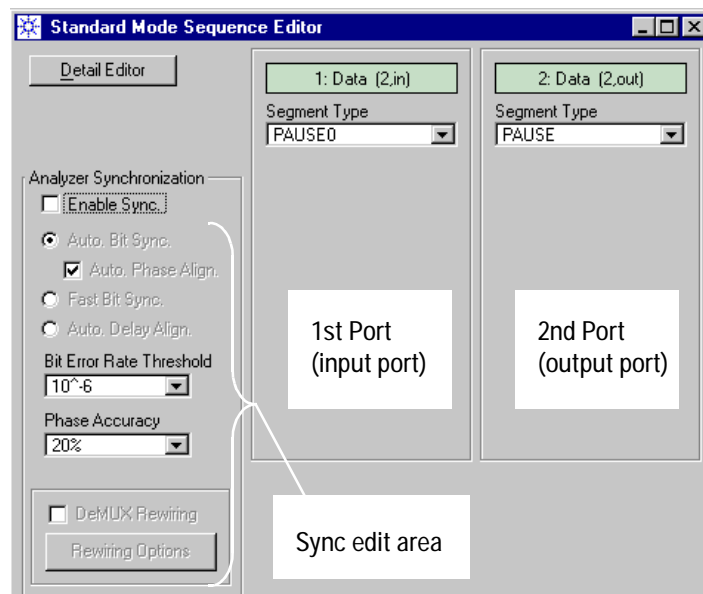 Standard Mode Sequence Editor
Detail Editor
Analyzer Synchronization
Enable Sync.
Auto. Bit Sync.
Auto. Phase Align.
Fast Bit Sync.
Auto. Delay Align.
Bit Error Rate Threshold
10^-6
Phase Accuracy
20%
DeMUX Rewiring
Rewiring Options
1: Data (2,in)
Segment Type
PAUSE0
1st Port
(input port)
2: Data (2,out)
Segment Type
PAUSE
2nd Port
(output port)
Sync edit area